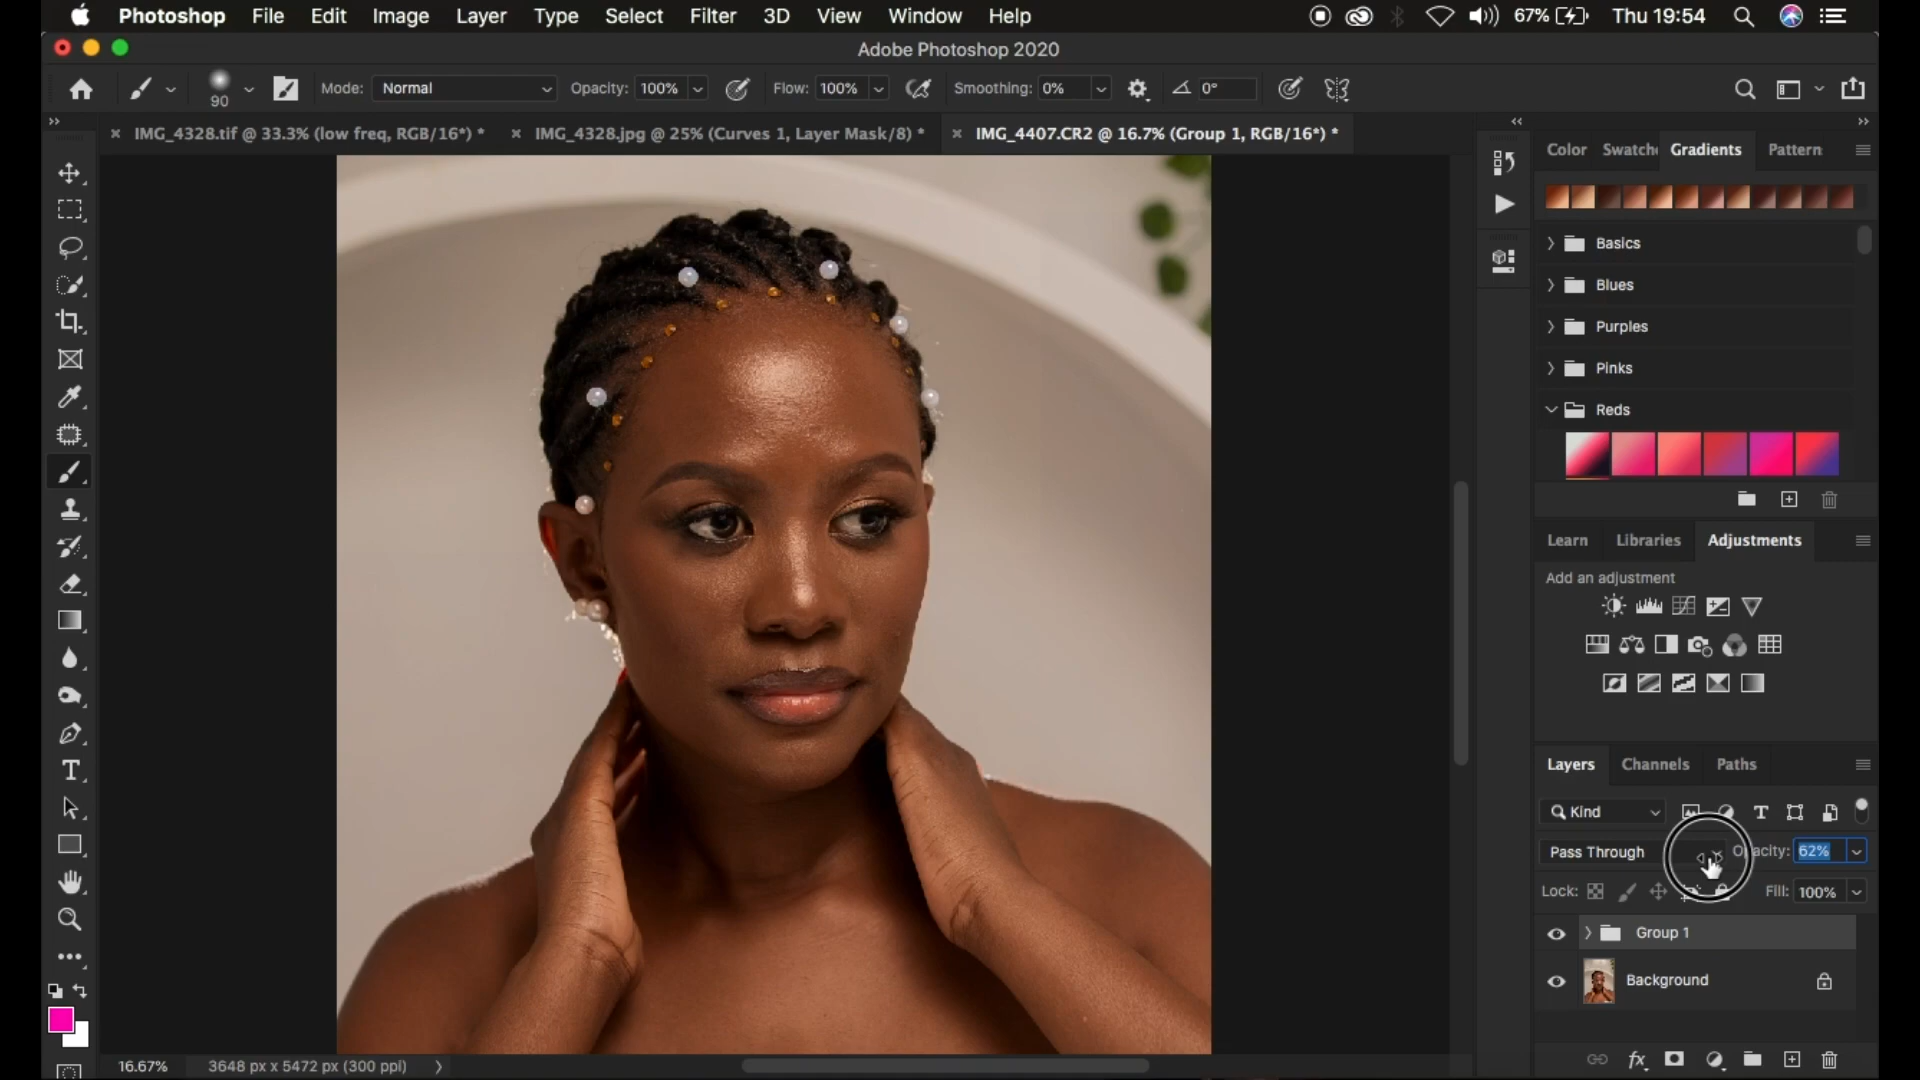 Photoshop File Edit Image Layer Type Select Filter 3D View Window Help 67% Thu 19:54
Adobe Photoshop 2020
90 Mode: Normal Opacity: 100% Flow: 100% Smoothing: 0% 0°
IMG_4328.tif @ 33.3% (low freq, RGB/16*) * IMG_4328.jpg @ 25% (Curves 1, Layer Mask/8) * IMG_4407.CR2 @ 16.7% (Group 1, RGB/16*) *
Color Swatche Gradients Pattern
Basics
Blues
Purples
Pinks
Reds
Learn Libraries Adjustments
Add an adjustment
Layers Channels Paths
Kind
Pass Through Opacity: 62%
Lock: Fill: 100%
Group 1
Background
16.67% 3648 px x 5472 px (300 ppi)